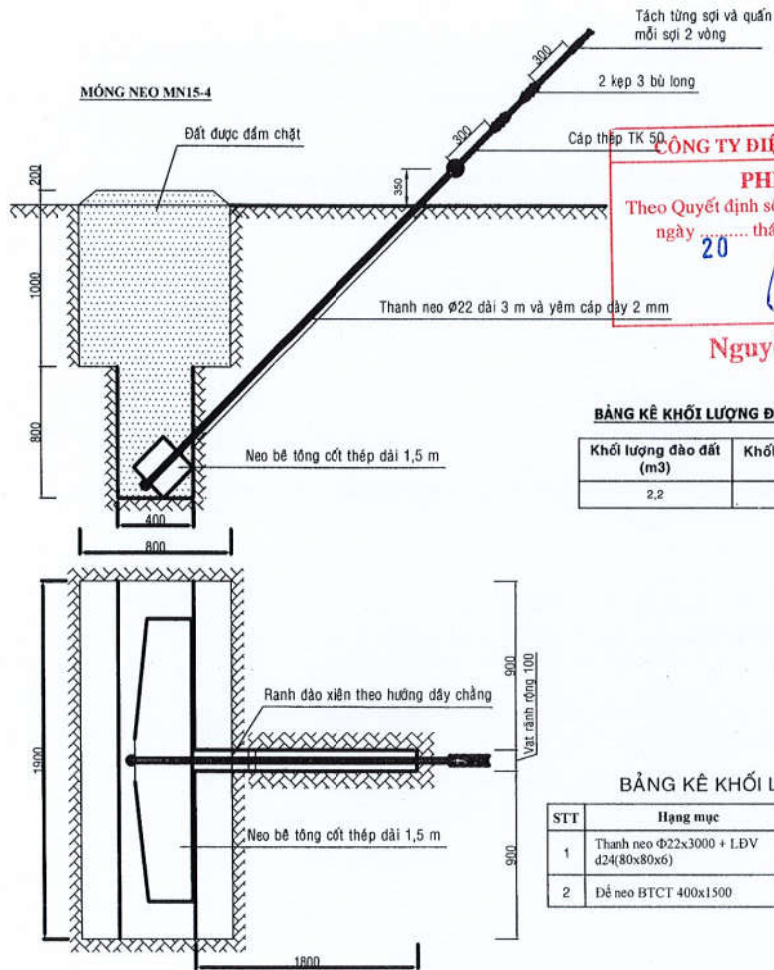 Tách từng sợi và quấn
mỗi sợi 2 vòng
300
2 kẹp 3 bù long
MÓNG NEO MN15-4
Đất được đầm chặt
300
Cáp thép TK 50
350
200
1000
800
CÔNG TY ĐI
Theo Quyết định s
ngày .......... th
20
Nguy
Thanh neo Ø22 dài 3 m và yếm cáp dày 2 mm
BẢNG KÊ KHỐI LƯỢNG Đ
Khối lượng đào đất
(m3)
Khối
2,2
Neo bê tông cốt thép dài 1,5 m
400
800
900
Vạt rãnh rộng 100
900
Ranh đào xiên theo hướng dây chằng
1900
Neo bê tông cốt thép dài 1,5 m
1800
BẢNG KÊ KHỐI L
STT
Hạng mục
1
Thanh neo Φ22x3000 + LĐV
d24(80x80x6)
2
Đế neo BTCT 400x1500